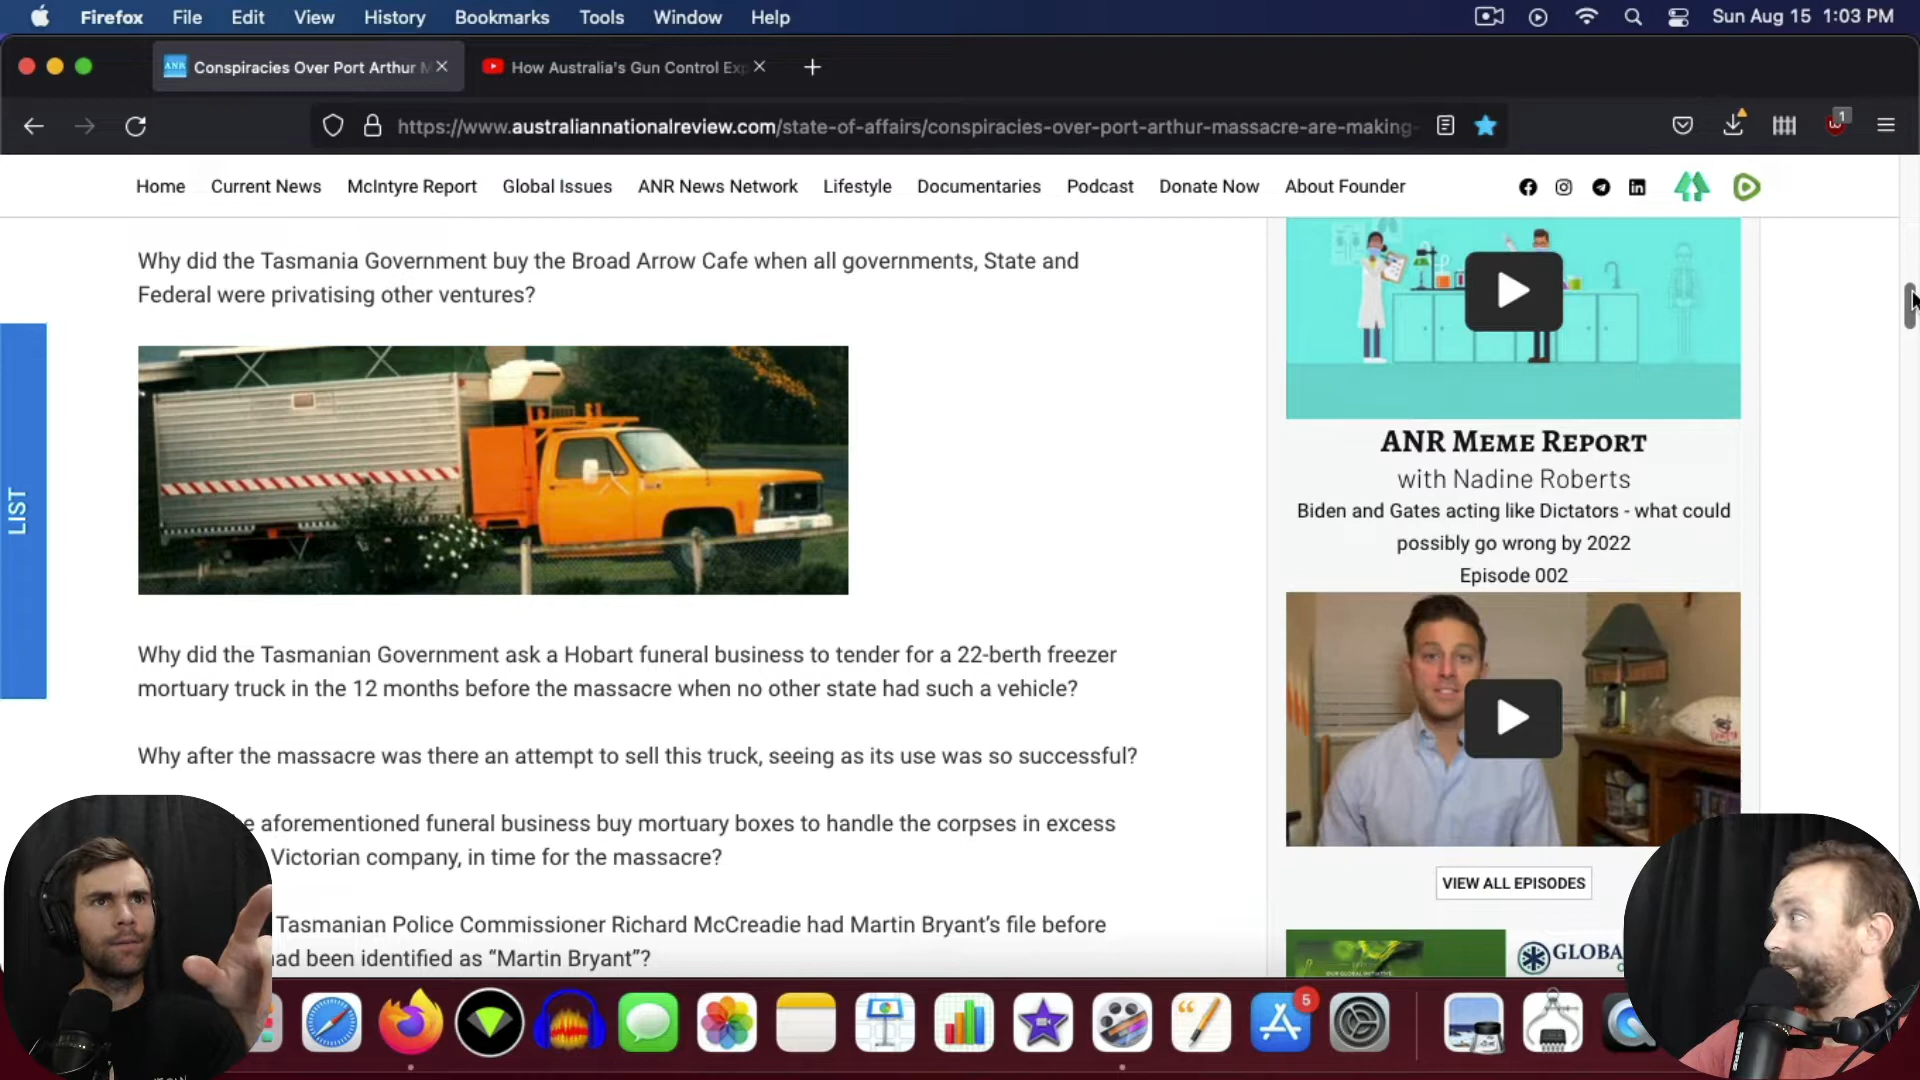 Firefox File Edit View History Bookmarks Tools Window Help
Sun Aug 15 1:03 PM
ANR Conspiracies Over Port Arthur M
How Australia's Gun Control Exp
https://www.australiannationalreview.com/state-of-affairs/conspiracies-over-port-arthur-massacre-are-making-
1
Home Current News McIntyre Report Global Issues ANR News Network Lifestyle Documentaries Podcast Donate Now About Founder
Why did the Tasmania Government buy the Broad Arrow Cafe when all governments, State and
Federal were privatising other ventures?
LIST
Why did the Tasmanian Government ask a Hobart funeral business to tender for a 22-berth freezer
mortuary truck in the 12 months before the massacre when no other state had such a vehicle?
Why after the massacre was there an attempt to sell this truck, seeing as its use was so successful?
e aforementioned funeral business buy mortuary boxes to handle the corpses in excess
Victorian company, in time for the massacre?
Tasmanian Police Commissioner Richard McCreadie had Martin Bryant's file before
had been identified as “Martin Bryant”?
ANR MEME REPORT
with Nadine Roberts
Biden and Gates acting like Dictators - what could
possibly go wrong by 2022
Episode 002
VIEW ALL EPISODES
OUR GLOBAL INITIATIVE
GLOBA
5